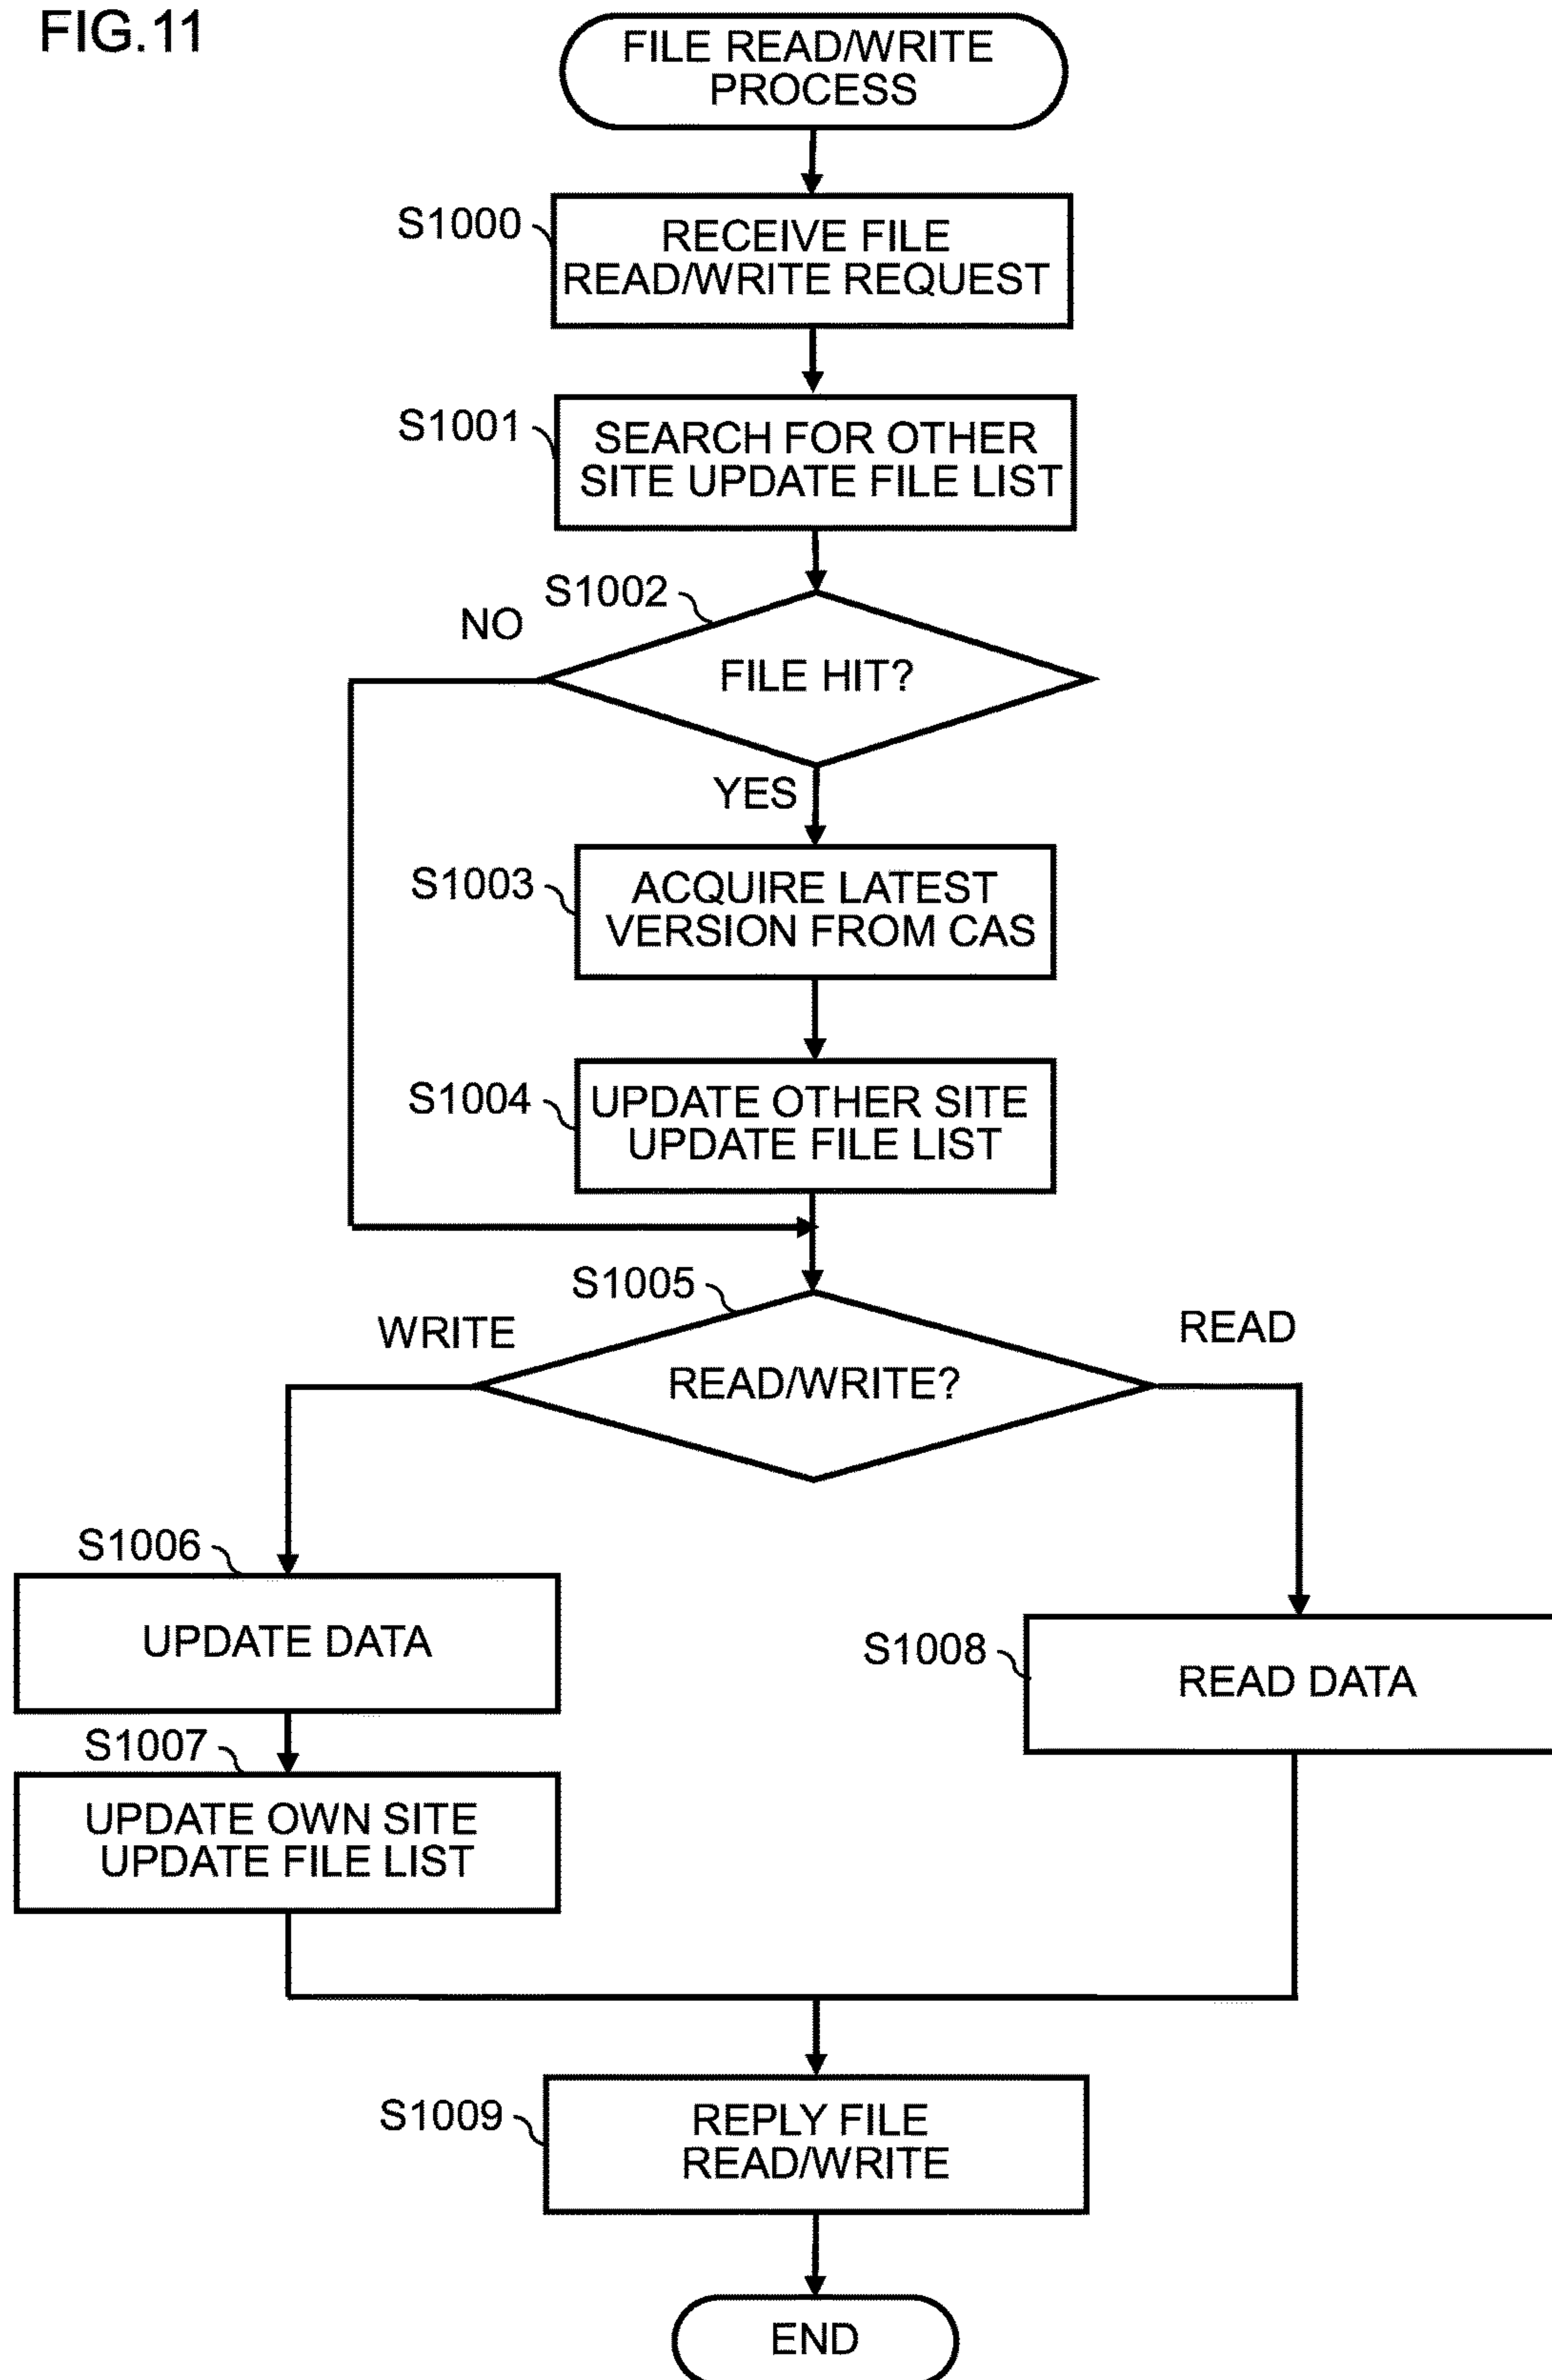 FIG.11
FILE READ/WRITE
PROCESS
S1000
RECEIVE FILE
READ/WRITE REQUEST
S1001
SEARCH FOR OTHER
SITE UPDATE FILE LIST
S1002
NO
FILE HIT?
YES
S1003
ACQUIRE LATEST
VERSION FROM CAS
S1004
UPDATE OTHER SITE
UPDATE FILE LIST
S1005
WRITE
READ
READ/WRITE?
S1006
UPDATE DATA
S1008
READ DATA
S1007
UPDATE OWN SITE
UPDATE FILE LIST
S1009
REPLY FILE
READ/WRITE
END